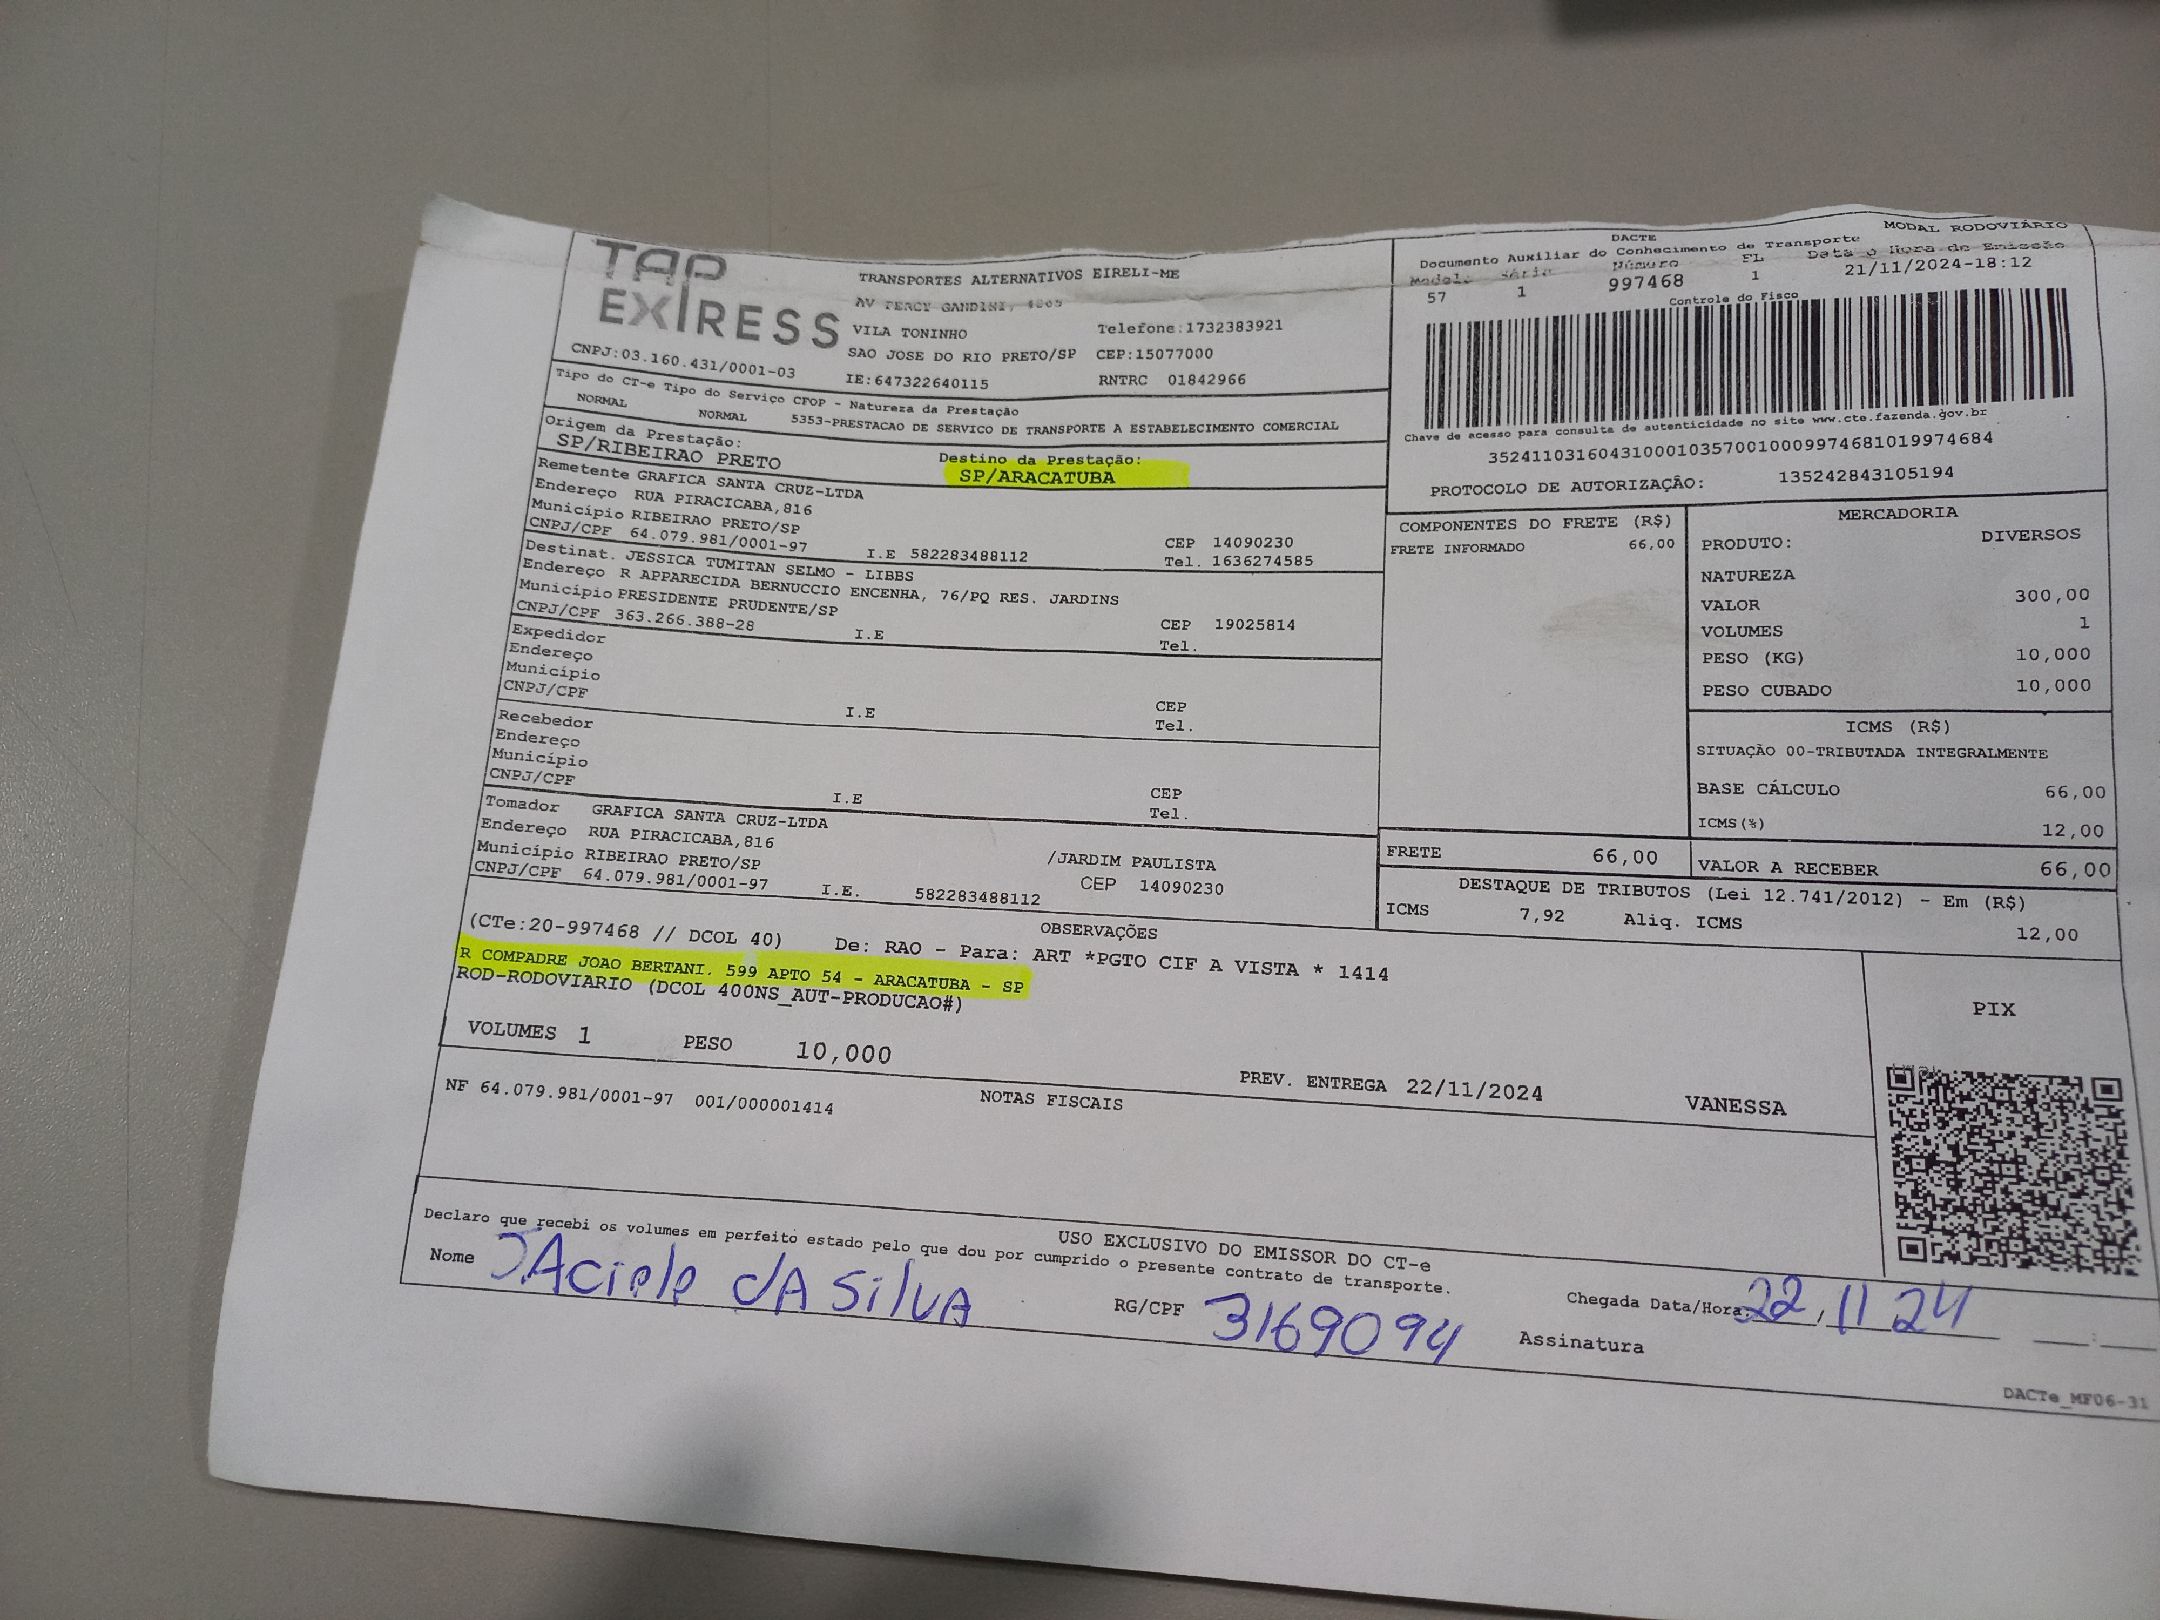 TAP
EXPRESS
CNPJ:03.160.431/0001-03
TRANSPORTES ALTERNATIVOS EIRELI-ME
AV PERCY GANDINI,
VILA TONINHO Telefone:1732383921
SAO JOSE DO RIO PRETO/SP CEP:15077000
IE:647322640115 RNTRC 01842966
DACTE MODAL RODOVIÁRIO
Documento Auxiliar do Conhecimento de Transporte
Modelo Série Número FL Data e Hora de Emissão
57 1 997468 1 21/11/2024-18:12
Controle do Fisco
Chave de acesso para consulta de autenticidade no site www.cte.fazenda.gov.br
35241103160431000103570010009974681019974684
PROTOCOLO DE AUTORIZAÇÃO: 135242843105194
Tipo do CT-e Tipo do Serviço CFOP - Natureza da Prestação
NORMAL NORMAL 5353-PRESTACAO DE SERVICO DE TRANSPORTE A ESTABELECIMENTO COMERCIAL
Origem da Prestação: Destino da Prestação:
SP/RIBEIRAO PRETO SP/ARACATUBA
Remetente GRAFICA SANTA CRUZ-LTDA
Endereço RUA PIRACICABA,816
Município RIBEIRAO PRETO/SP CEP 14090230
CNPJ/CPF 64.079.981/0001-97 I.E 582283488112 Tel. 1636274585
Destinat. JESSICA TUMITAN SELMO - LIBBS
Endereço R APPARECIDA BERNUCCIO ENCENHA, 76/PQ RES. JARDINS
Município PRESIDENTE PRUDENTE/SP CEP 19025814
CNPJ/CPF 363.266.388-28 I.E Tel.
Expedidor
Endereço
Município CEP
CNPJ/CPF I.E Tel.
Recebedor
Endereço
Município CEP
CNPJ/CPF I.E Tel.
Tomador GRAFICA SANTA CRUZ-LTDA
Endereço RUA PIRACICABA,816 /JARDIM PAULISTA
Município RIBEIRAO PRETO/SP CEP 14090230
CNPJ/CPF 64.079.981/0001-97 I.E. 582283488112
COMPONENTES DO FRETE (R$)
FRETE INFORMADO 66,00
MERCADORIA
PRODUTO: DIVERSOS
NATUREZA
VALOR 300,00
VOLUMES 1
PESO (KG) 10,000
PESO CUBADO 10,000
ICMS (R$)
SITUAÇÃO 00-TRIBUTADA INTEGRALMENTE
BASE CÁLCULO 66,00
ICMS(%) 12,00
FRETE 66,00 VALOR A RECEBER 66,00
DESTAQUE DE TRIBUTOS (Lei 12.741/2012) - Em (R$)
ICMS 7,92 Aliq. ICMS 12,00
OBSERVAÇÕES
(CTe:20-997468 // DCOL 40) De: RAO - Para: ART *PGTO CIF A VISTA * 1414
R COMPADRE JOAO BERTANI. 599 APTO 54 - ARACATUBA - SP
ROD-RODOVIARIO (DCOL 400NS_AUT-PRODUCAO#)
VOLUMES 1 PESO 10,000 PREV. ENTREGA 22/11/2024 VANESSA
PIX
NOTAS FISCAIS
NF 64.079.981/0001-97 001/000001414
USO EXCLUSIVO DO EMISSOR DO CT-e
Declaro que recebi os volumes em perfeito estado pelo que dou por cumprido o presente contrato de transporte.
Nome JAciele dA SilvA RG/CPF 3169094 Assinatura Chegada Data/Hora: 22,11 24
DACTe_MF06-31